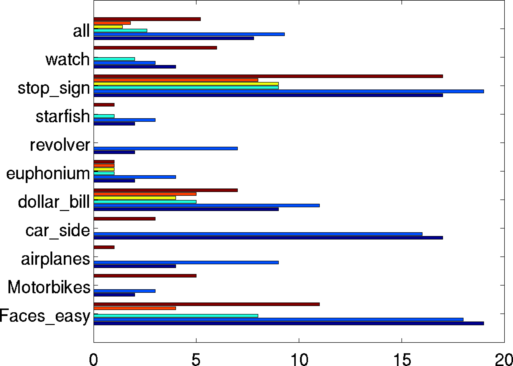 all
watch
stop_sign
starfish
revolver
euphonium
dollar_bill
car_side
airplanes
Motorbikes
Faces_easy
0 5 10 15 20